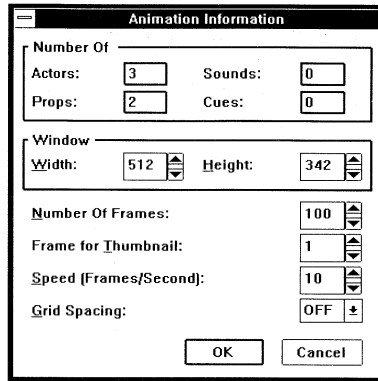 Animation Information
Number Of
Actors: 3 Sounds: 0
Props: 2 Cues: 0
Window
Width: 512 Height: 342
Number Of Frames: 100
Frame for Thumbnail: 1
Speed (Frames/Second): 10
Grid Spacing: OFF
OK Cancel